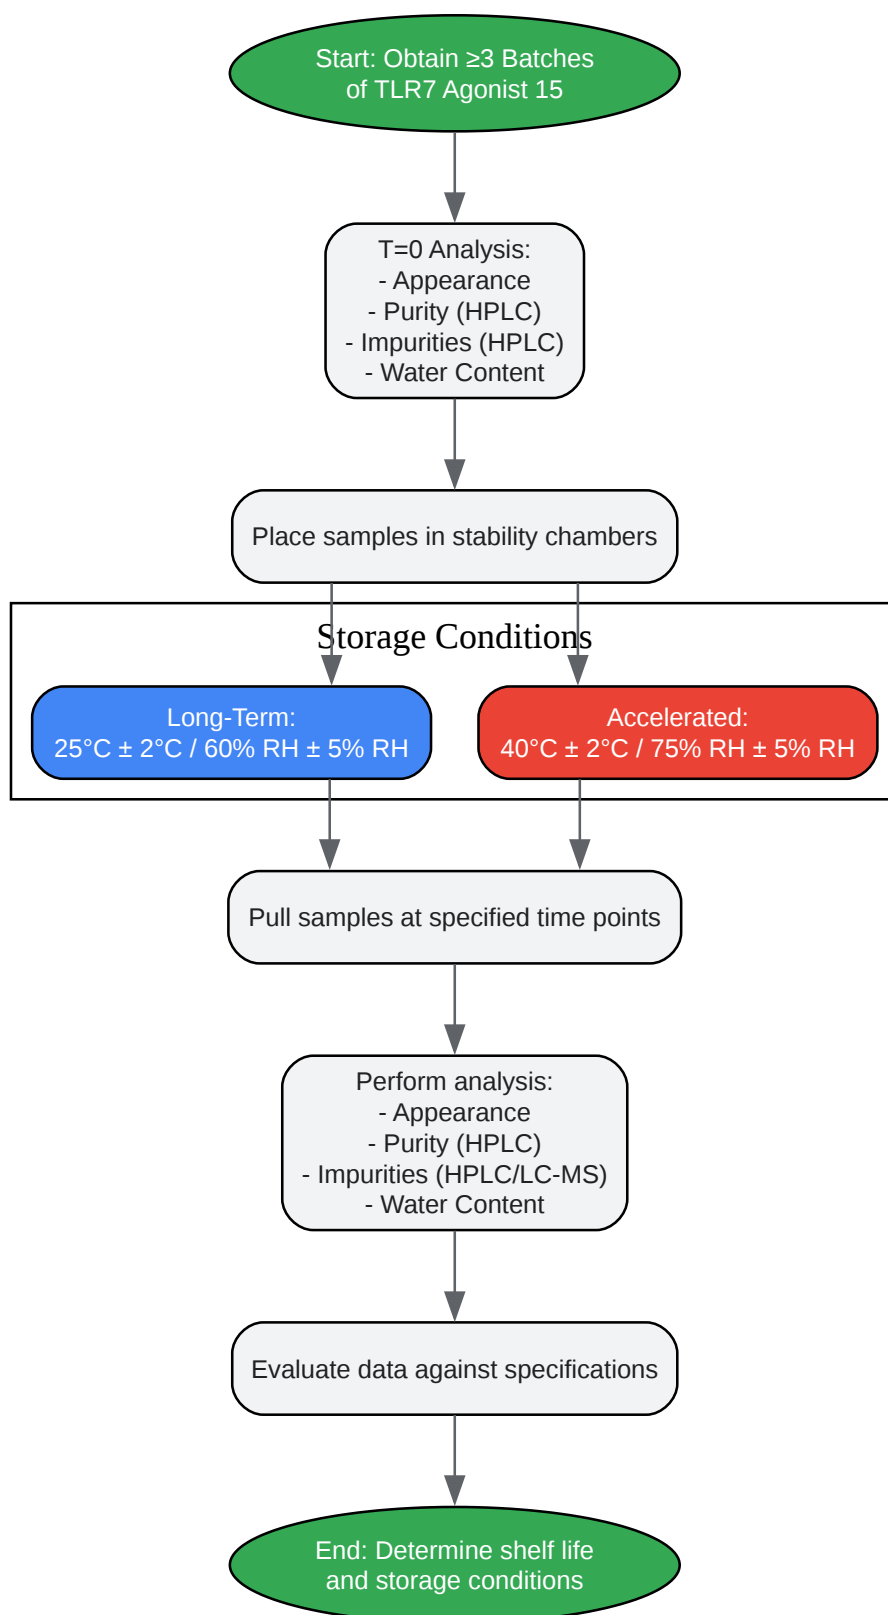 Start: Obtain ≥3 Batches
of TLR7 Agonist 15
T=0 Analysis:
- Appearance
- Purity (HPLC)
- Impurities (HPLC)
- Water Content
Place samples in stability chambers
Storage Conditions
Long-Term:
25°C ± 2°C / 60% RH ± 5% RH
Accelerated:
40°C ± 2°C / 75% RH ± 5% RH
Pull samples at specified time points
Perform analysis:
- Appearance
- Purity (HPLC)
- Impurities (HPLC/LC-MS)
- Water Content
Evaluate data against specifications
End: Determine shelf life
and storage conditions